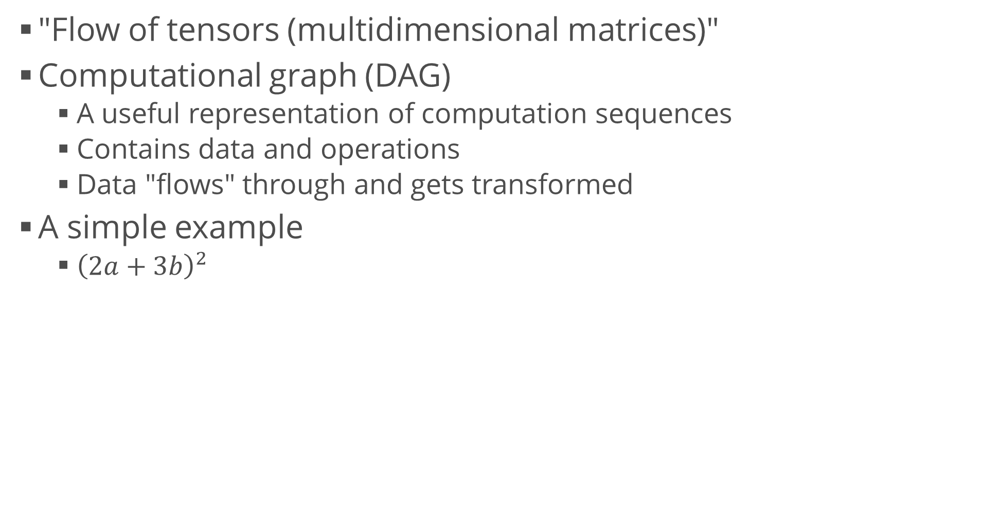 ▪ "Flow of tensors (multidimensional matrices)"
▪ Computational graph (DAG)
▪ A useful representation of computation sequences
▪ Contains data and operations
▪ Data "flows" through and gets transformed
▪ A simple example
▪ (2a + 3b)²